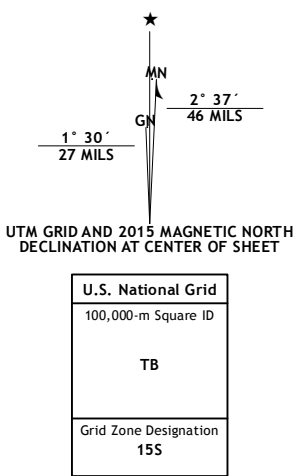 MN
GN
2° 37´
46 MILS
1° 30´
27 MILS
UTM GRID AND 2015 MAGNETIC NORTH
DECLINATION AT CENTER OF SHEET
U.S. National Grid
100,000-m Square ID
TB
Grid Zone Designation
15S